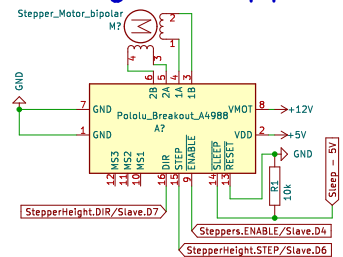 Stepper_Motor_bipolar
M?
M
2
1
4
3
6
5
4
3
2B
2A
1A
1B
GND
7
GND
1
GND
Pololu_Breakout_A4988
A?
VMOT
8
+12V
VDD
2
+5V
MS3
MS2
MS1
DIR
STEP
ENABLE
SLEEP
RESET
12
11
10
16
15
9
14
13
GND
R1
10k
Sleep - 5V
StepperHeight.DIR/Slave.D7
Steppers.ENABLE/Slave.D4
StepperHeight.STEP/Slave.D6